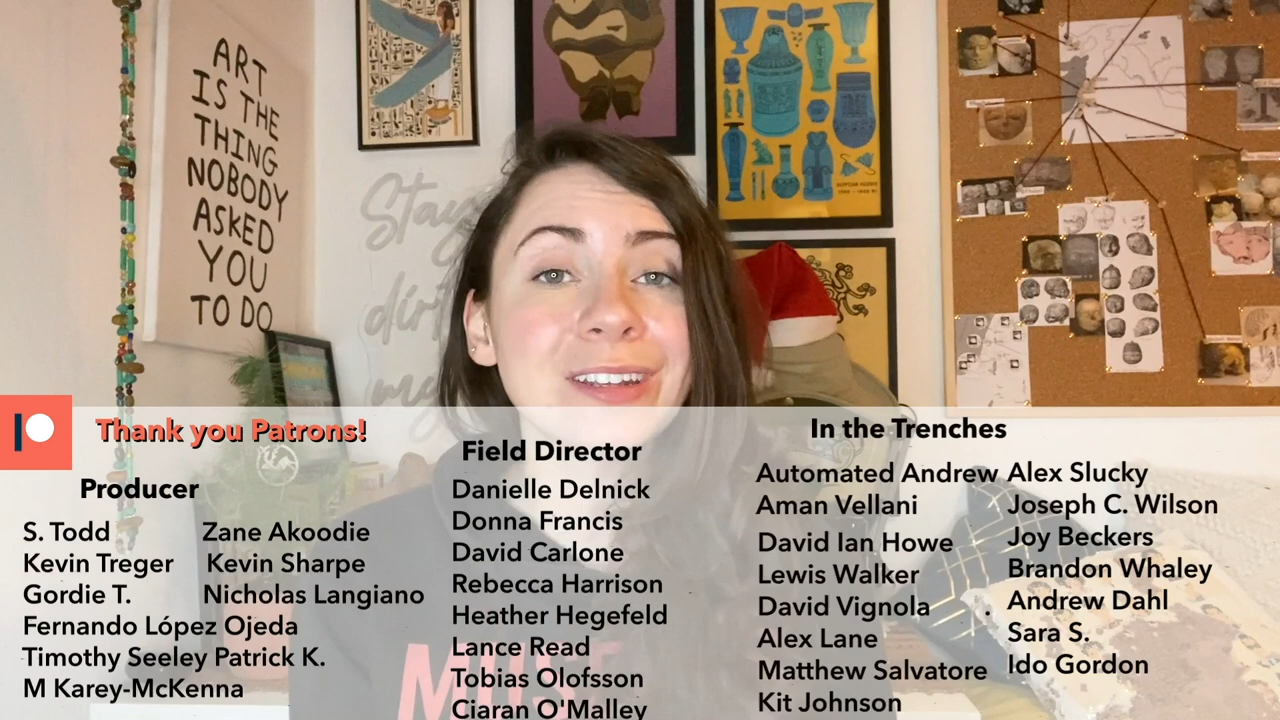 ART
IS THE
THING
NOBODY
ASKED
YOU
TO DO
Stay
dirt
my
Thank you Patrons!
Producer
S. Todd Zane Akoodie
Kevin Treger Kevin Sharpe
Gordie T. Nicholas Langiano
Fernando López Ojeda
Timothy Seeley Patrick K.
M Karey-McKenna
Field Director
Danielle Delnick
Donna Francis
David Carlone
Rebecca Harrison
Heather Hegefeld
Lance Read
Tobias Olofsson
Ciaran O'Malley
In the Trenches
Automated Andrew Alex Slucky
Aman Vellani Joseph C. Wilson
David Ian Howe Joy Beckers
Lewis Walker Brandon Whaley
David Vignola . Andrew Dahl
Alex Lane Sara S.
Matthew Salvatore Ido Gordon
Kit Johnson